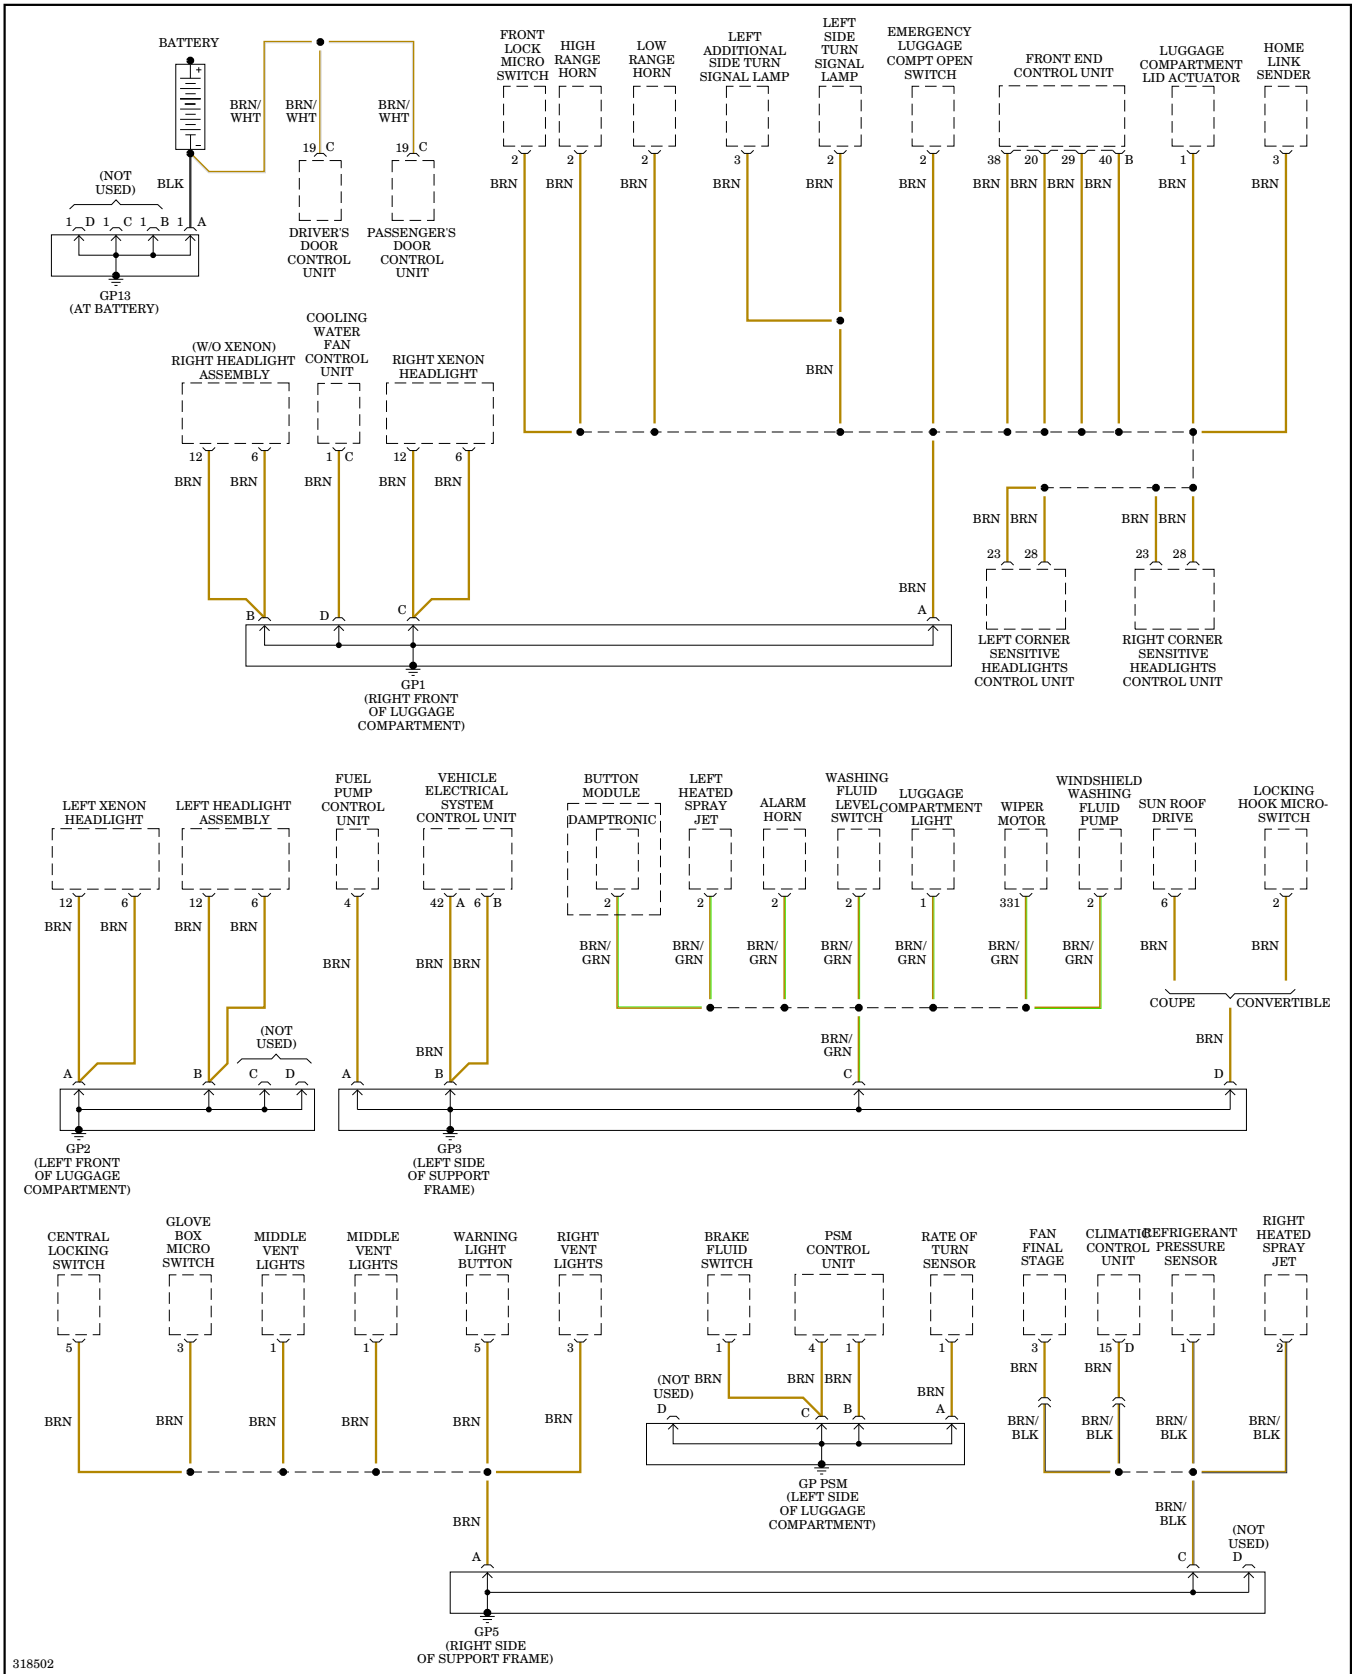 BATTERY
BRN/
WHT
BRN/
WHT
BRN/
WHT
19 C
19 C
DRIVER'S
DOOR
CONTROL
UNIT
PASSENGER'S
DOOR
CONTROL
UNIT
(NOT
USED)
BLK
1 D 1 C 1 B 1 A
GP13
(AT BATTERY)
FRONT
LOCK
MICRO
SWITCH
HIGH
RANGE
HORN
LOW
RANGE
HORN
LEFT
ADDITIONAL
SIDE TURN
SIGNAL LAMP
LEFT
SIDE
TURN
SIGNAL
LAMP
EMERGENCY
LUGGAGE
COMPT OPEN
SWITCH
FRONT END
CONTROL UNIT
LUGGAGE
COMPARTMENT
LID ACTUATOR
HOME
LINK
SENDER
2 2 2 3 2 2 38 20 29 40 B 1 3
BRN BRN BRN BRN BRN BRN BRN BRN BRN BRN BRN BRN
BRN
(W/O XENON)
RIGHT HEADLIGHT
ASSEMBLY
COOLING
WATER
FAN
CONTROL
UNIT
RIGHT XENON
HEADLIGHT
12 6 1 C 12 6
BRN BRN BRN BRN BRN
BRN BRN BRN BRN
23 28 23 28
LEFT CORNER
SENSITIVE
HEADLIGHTS
CONTROL UNIT
RIGHT CORNER
SENSITIVE
HEADLIGHTS
CONTROL UNIT
BRN
B D C A
GP1
(RIGHT FRONT
OF LUGGAGE
COMPARTMENT)
LEFT XENON
HEADLIGHT
LEFT HEADLIGHT
ASSEMBLY
FUEL
PUMP
CONTROL
UNIT
VEHICLE
ELECTRICAL
SYSTEM
CONTROL UNIT
BUTTON
MODULE
DAMPTRONIC
LEFT
HEATED
SPRAY
JET
ALARM
HORN
WASHING
FLUID
LEVEL
SWITCH
LUGGAGE
COMPARTMENT
LIGHT
WIPER
MOTOR
WINDSHIELD
WASHING
FLUID
PUMP
SUN ROOF
DRIVE
LOCKING
HOOK MICRO-
SWITCH
12 6 12 6 4 42 A 6 B 2 2 2 2 1 331 2 6 2
BRN BRN BRN BRN
BRN BRN BRN
BRN/
GRN
BRN/
GRN
BRN/
GRN
BRN/
GRN
BRN/
GRN
BRN/
GRN
BRN/
GRN
BRN BRN
COUPE CONVERTIBLE
(NOT
USED)
BRN
BRN/
GRN
BRN
A B C D
A B C D
GP2
(LEFT FRONT
OF LUGGAGE
COMPARTMENT)
GP3
(LEFT SIDE
OF SUPPORT
FRAME)
CENTRAL
LOCKING
SWITCH
GLOVE
BOX
MICRO
SWITCH
MIDDLE
VENT
LIGHTS
MIDDLE
VENT
LIGHTS
WARNING
LIGHT
BUTTON
RIGHT
VENT
LIGHTS
BRAKE
FLUID
SWITCH
PSM
CONTROL
UNIT
RATE OF
TURN
SENSOR
FAN
FINAL
STAGE
CLIMATIC
CONTROL
UNIT
REFRIGERANT
PRESSURE
SENSOR
RIGHT
HEATED
SPRAY
JET
5 3 1 1 5 3 1 4 1 1 3 15 D 1 2
BRN BRN BRN BRN BRN BRN
(NOT
USED)
D
BRN BRN BRN BRN
C B A
GP PSM
(LEFT SIDE
OF LUGGAGE
COMPARTMENT)
BRN BRN
BRN/
BLK
BRN/
BLK
BRN/
BLK
BRN/
BLK
BRN
BRN/
BLK
(NOT
USED)
A C D
GP5
(RIGHT SIDE
OF SUPPORT FRAME)
318502